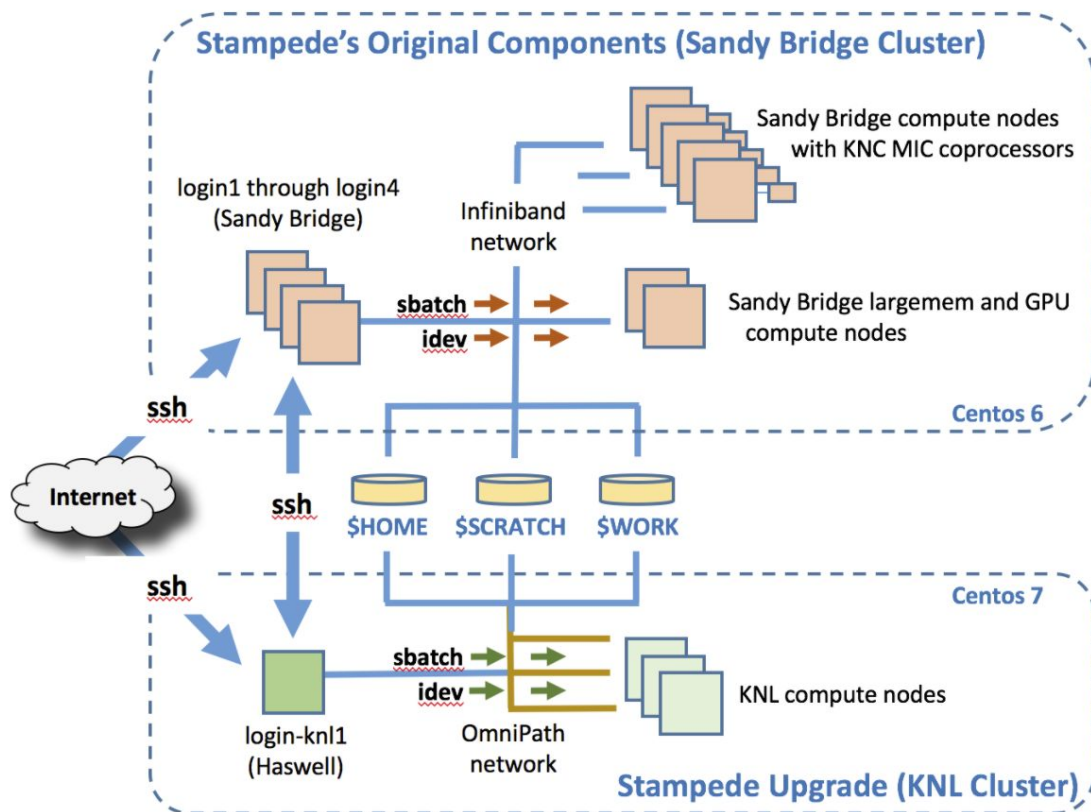 Stampede's Original Components (Sandy Bridge Cluster)
Sandy Bridge compute nodes
with KNC MIC coprocessors
login1 through login4
(Sandy Bridge)
Infiniband
network
sbatch
idev
Sandy Bridge largemem and GPU
compute nodes
ssh
Centos 6
Internet
ssh
$HOME
$SCRATCH
$WORK
ssh
Centos 7
sbatch
idev
KNL compute nodes
login-knl1
(Haswell)
OmniPath
network
Stampede Upgrade (KNL Cluster)